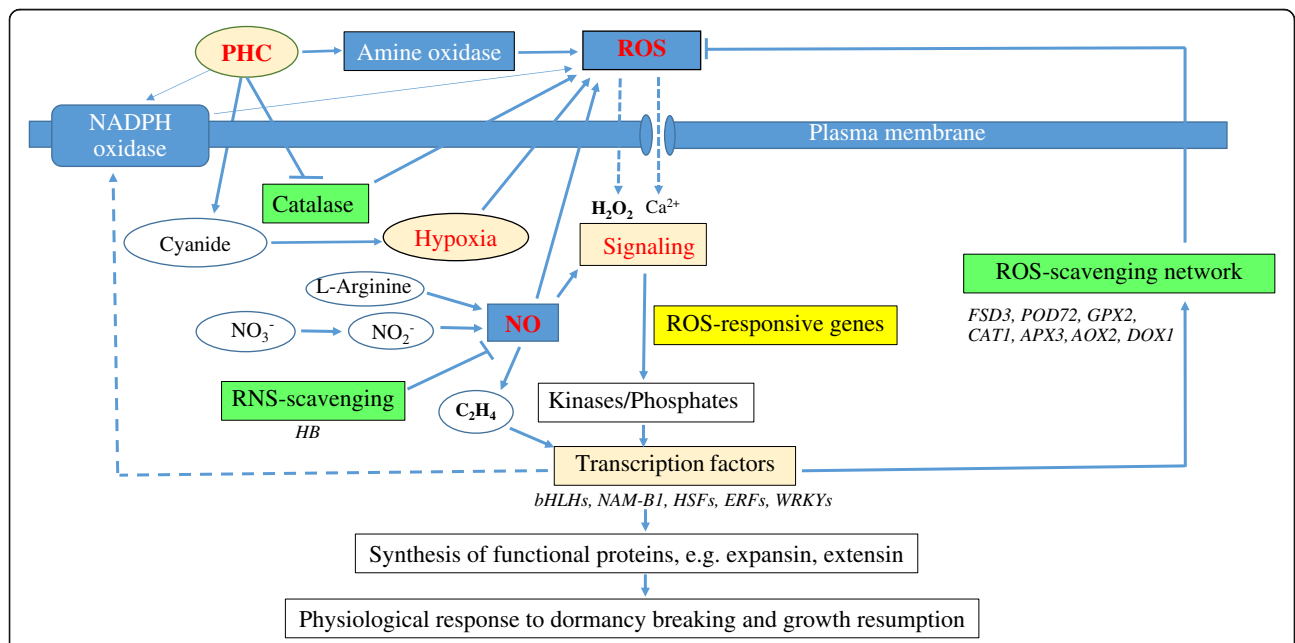 PHC
Amine oxidase
ROS
NADPH
oxidase
Plasma membrane
Catalase
H₂O₂ Ca²⁺
Cyanide
Hypoxia
Signaling
ROS-scavenging network
L-Arginine
FSD3, POD72, GPX2,
CAT1, APX3, AOX2, DOX1
NO₃⁻
NO₂⁻
NO
ROS-responsive genes
RNS-scavenging
HB
C₂H₄
Kinases/Phosphates
Transcription factors
bHLHs, NAM-B1, HSFs, ERFs, WRKYs
Synthesis of functional proteins, e.g. expansin, extensin
Physiological response to dormancy breaking and growth resumption